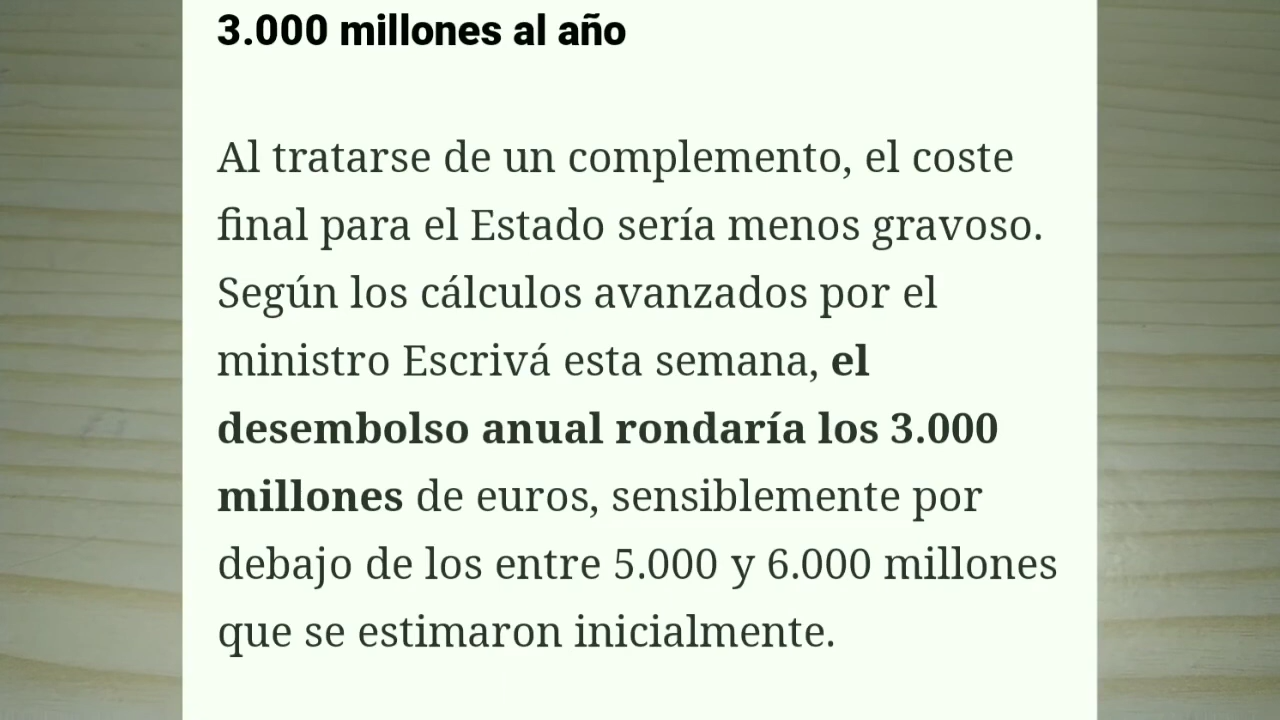 3.000 millones al año
Al tratarse de un complemento, el coste
final para el Estado sería menos gravoso.
Según los cálculos avanzados por el
ministro Escrivá esta semana, el
desembolso anual rondaría los 3.000
millones de euros, sensiblemente por
debajo de los entre 5.000 y 6.000 millones
que se estimaron inicialmente.